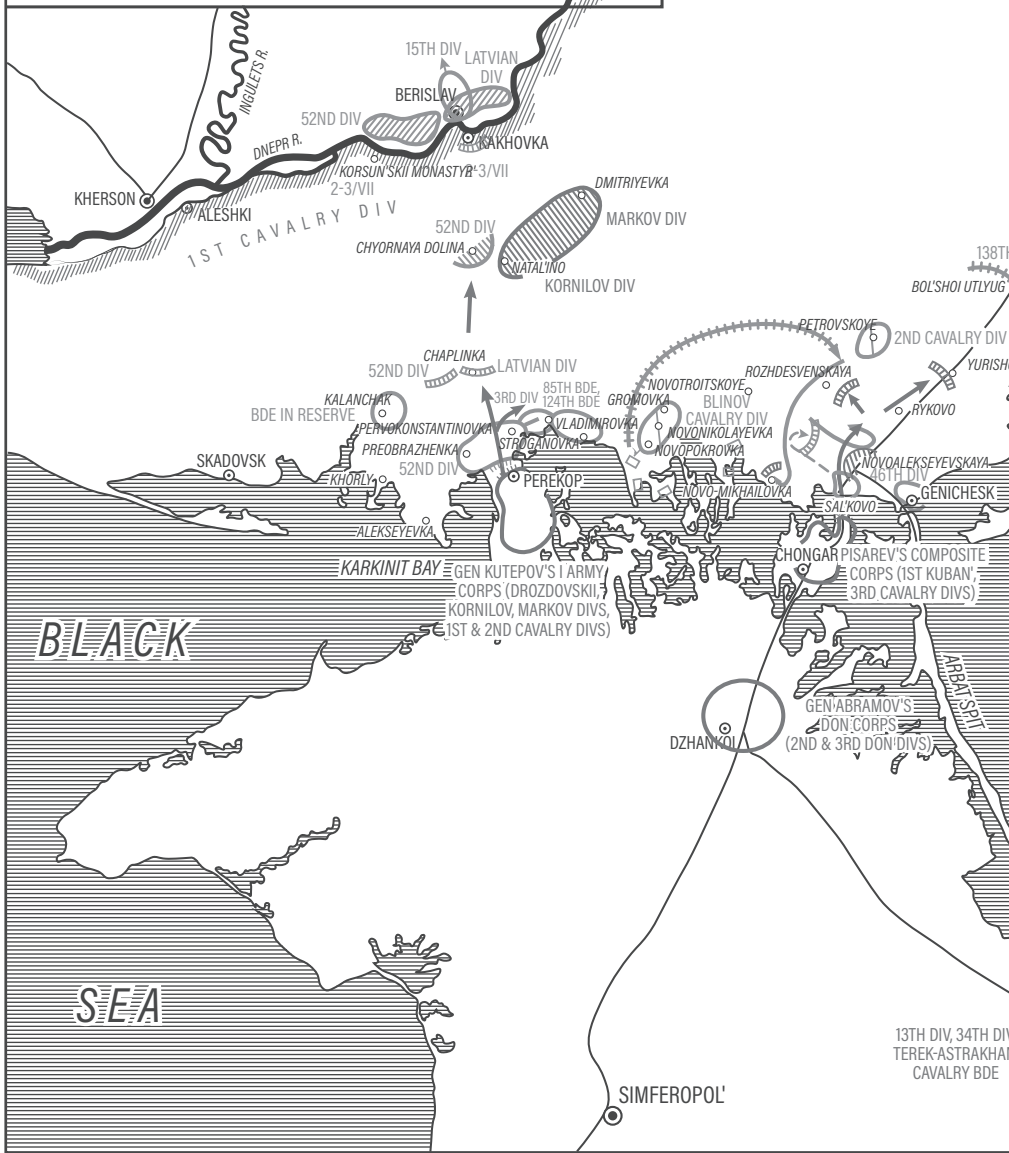 15TH DIV
LATVIAN
DIV
INGULETS R.
BERISLAV
52ND DIV
DNEPR R.
KAKHOVKA
KORSUN'SKII MONASTYR'
2-3/VII
2-3/VII
KHERSON
ALESHKI
1ST CAVALRY DIV
DMITRIYEVKA
MARKOV DIV
52ND DIV
CHYORNAYA DOLINA
NATAL'INO
KORNILOV DIV
138TH
BOL'SHOI UTLYUG
PETROVSKOYE
2ND CAVALRY DIV
CHAPLINKA
LATVIAN DIV
52ND DIV
YURISH
ROZHDESVENSKAYA
KALANCHAK
BDE IN RESERVE
3RD DIV
85TH BDE,
124TH BDE
GROMOVKA
NOVOTROITSKOYE
BLINOV
CAVALRY DIV
RYKOVO
PERVOKONSTANTINOVKA
VLADIMIROVKA
STROGANOVKA
NOVONIKOLAYEVKA
NOVOPOKROVKA
PREOBRAZHENKA
52ND DIV
SKADOVSK
KHORLY
PEREKOP
NOVO-MIKHAILOVKA
NOVOALEKSEYEVSKAYA
46TH DIV
GENICHESK
SAL'KOVO
ALEKSEYEVKA
KARKINIT BAY
GEN KUTEPOV'S I ARMY
CORPS (DROZDOVSKII,
KORNILOV, MARKOV DIVS,
1ST & 2ND CAVALRY DIVS)
CHONGAR
PISAREV'S COMPOSITE
CORPS (1ST KUBAN',
3RD CAVALRY DIVS)
BLACK
SEA
ARBAT SPIT
GEN ABRAMOV'S
DON CORPS
(2ND & 3RD DON DIVS)
DZHANKOI
13TH DIV, 34TH DIV
TEREK-ASTRAKHAN
CAVALRY BDE
SIMFEROPOL'